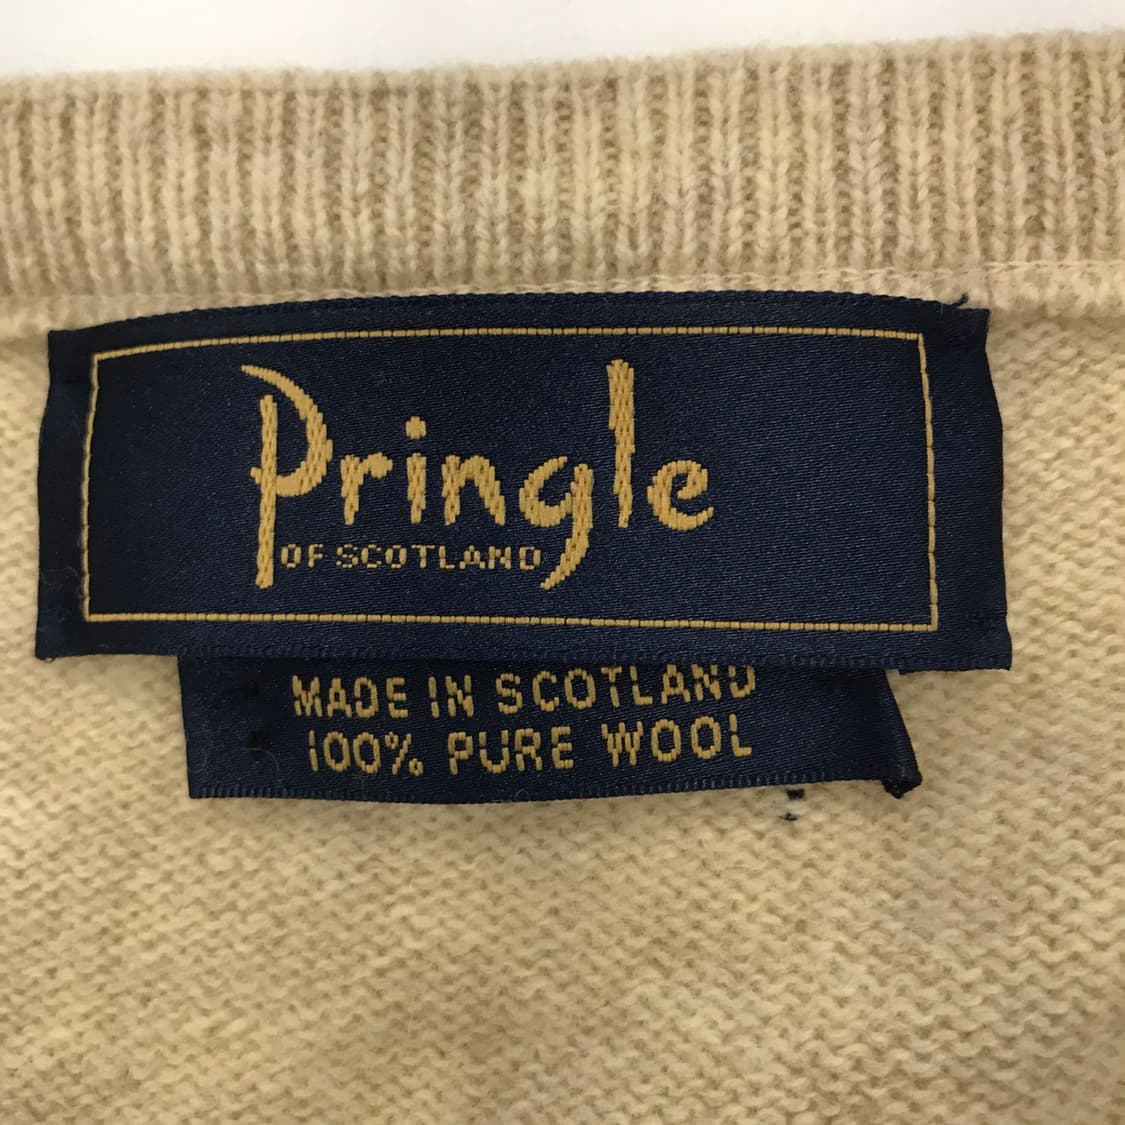 Pringle
OF SCOTLAND
MADE IN SCOTLAND
100% PURE WOOL